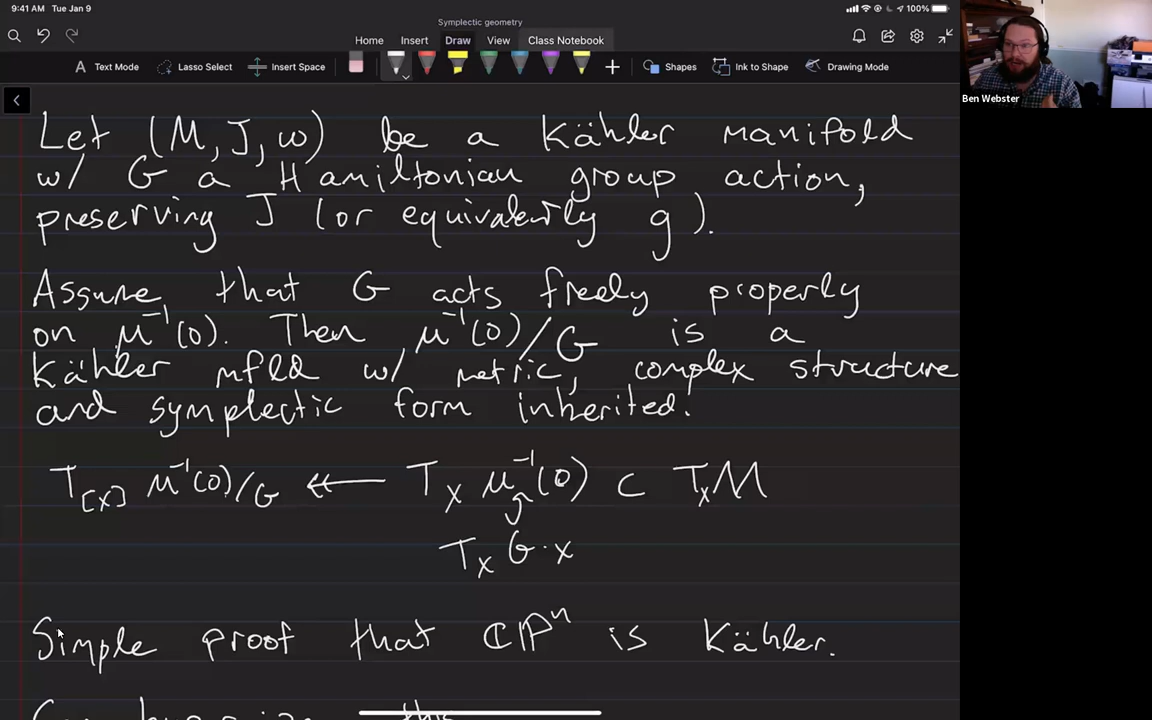 9:41 AM Tue Jan 9
100%
Symplectic geometry
Home Insert Draw View Class Notebook
Text Mode Lasso Select Insert Space Shapes Ink to Shape Drawing Mode
Ben Webster
Let (M, J, ω) be a Kähler manifold
w/ G a Hamiltonian group action,
preserving J (or equivalently g).
Assume that G acts freely properly
on μ⁻¹(0). Then μ⁻¹(0)/G is a
Kähler mfld w/ metric, complex structure
and symplectic form inherited.
T[x] μ⁻¹(0)/G ↞ Tx μ⁻¹(0) ⊂ TxM
Tx G·x
Simple proof that ℂPⁿ is Kähler.